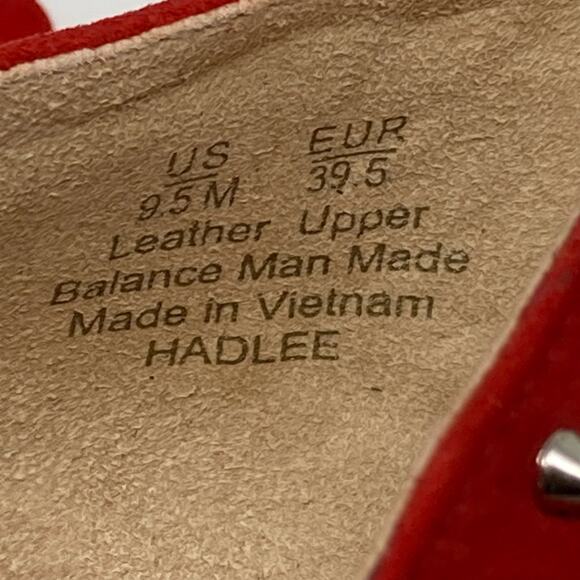 US EUR
9.5 M 39.5
Leather Upper
Balance Man Made
Made in Vietnam
HADLEE